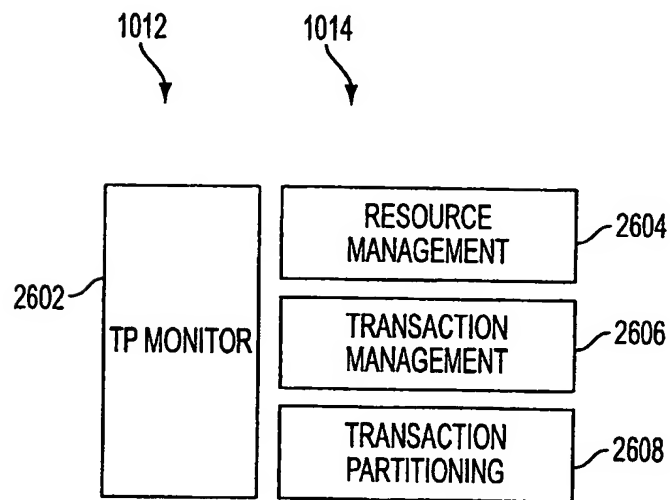 1012
1014
RESOURCE
MANAGEMENT
2604
2602
TP MONITOR
TRANSACTION
MANAGEMENT
2606
TRANSACTION
PARTITIONING
2608